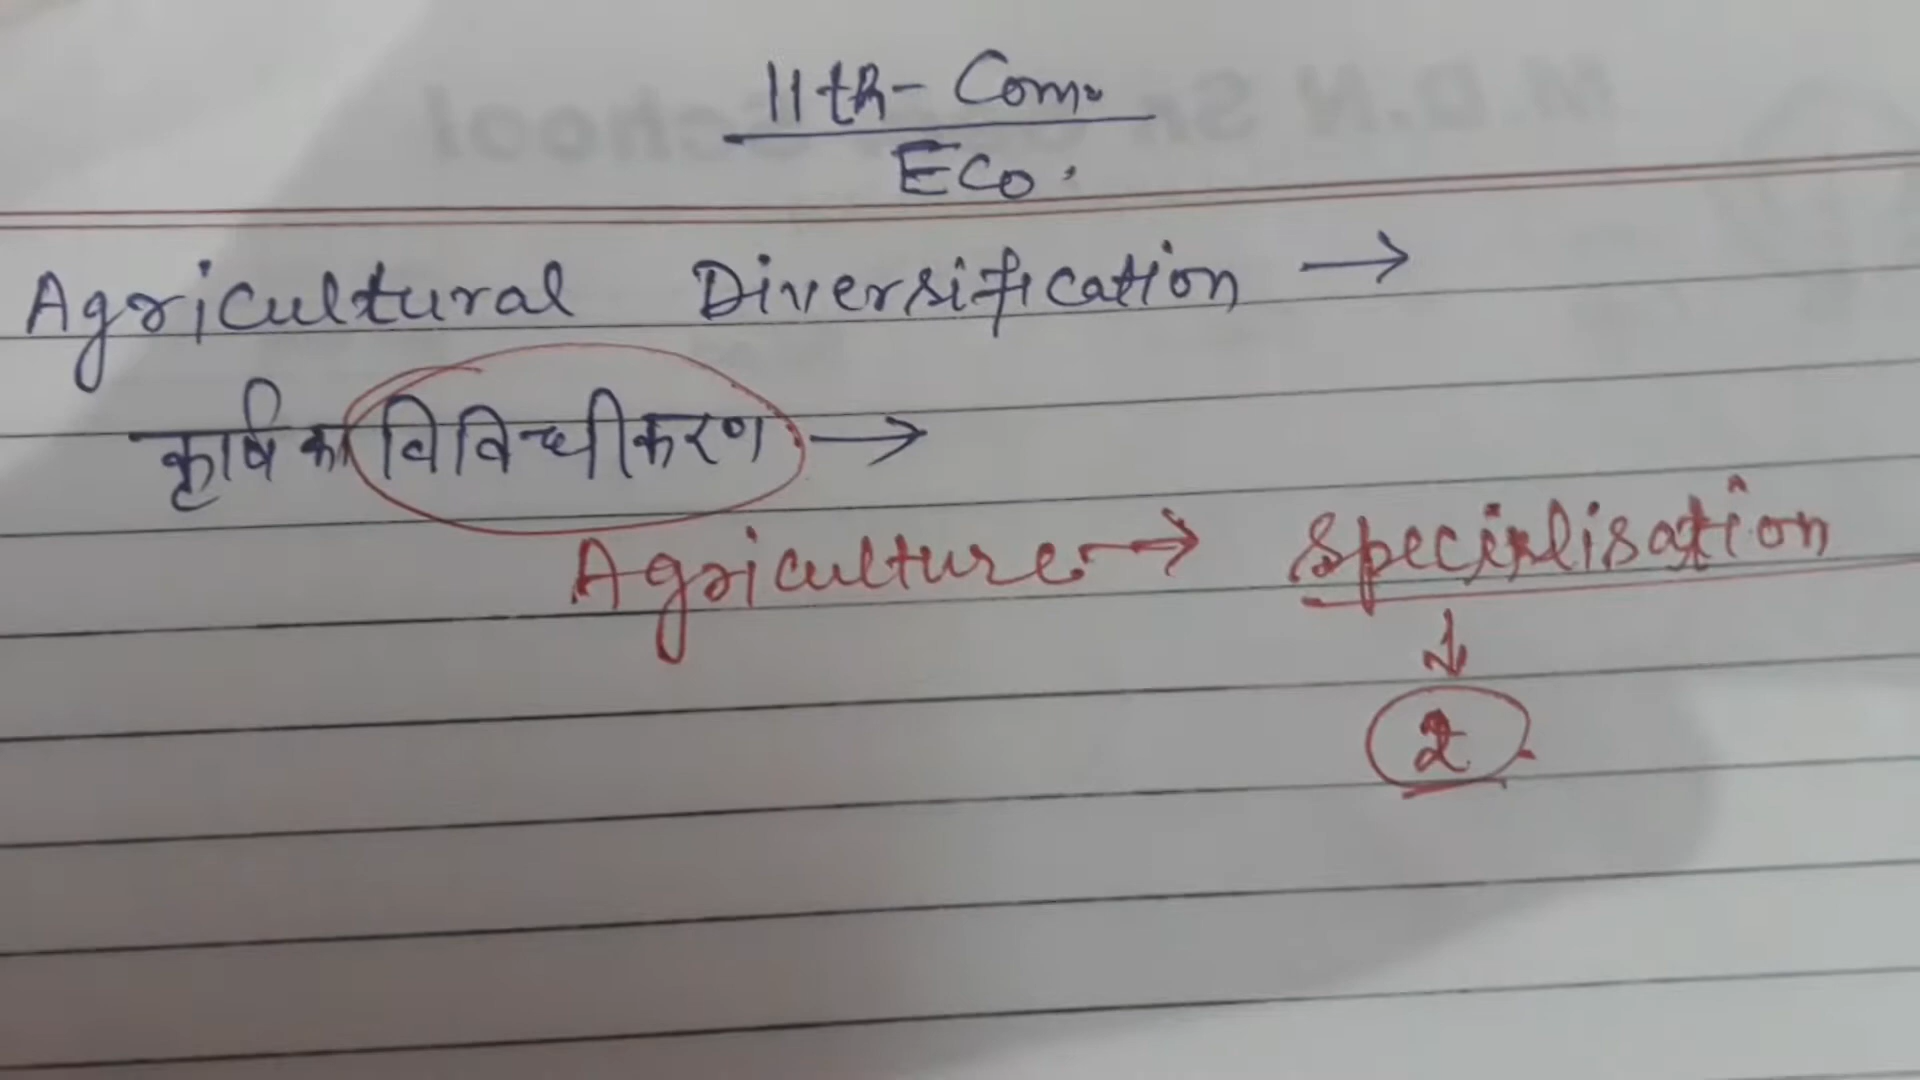 11th - Com.
Eco.
Agricultural Diversification →
कृषि का विविधीकरण →
Agriculture. → Specialisation
↓
2